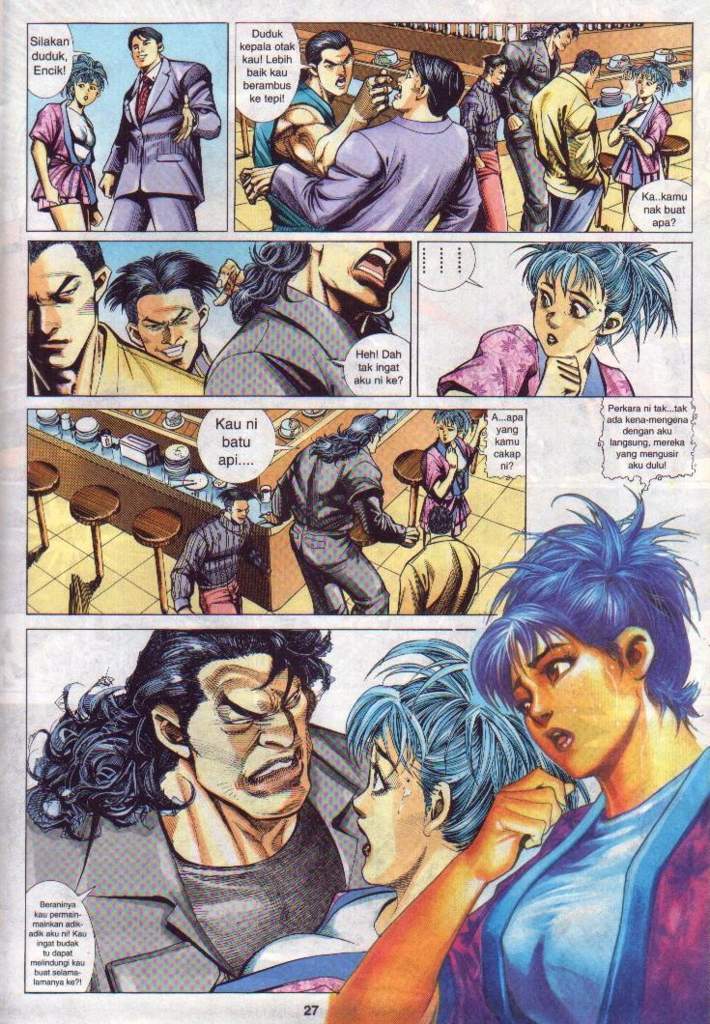 Silakan
duduk,
Encik!
Duduk
kepala otak
kau! Lebih
baik kau
berambus
ke tepi!
Ka..kamu
nak buat
apa?
Heh! Dah
tak ingat
aku ni ke?
Kau ni
batu
api....
A...apa
yang
kamu
cakap
ni?
Perkara ni tak...tak
ada kena-mengena
dengan aku
langsung, mereka
yang mengusir
aku dulu!
Beraninya
kau permain-
mainkan adik-
adik aku ni! Kau
ingat budak
tu dapat
melindungi kau
buat selama-
lamanya ke?!
27